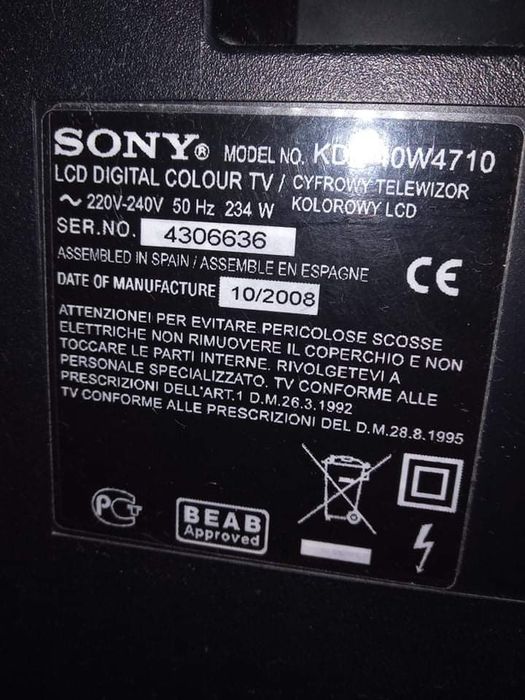 SONY® MODEL NO. KD 40W4710
LCD DIGITAL COLOUR TV / CYFROWY TELEWIZOR
KOLOROWY LCD
~ 220V-240V 50 Hz 234 W
SER.NO. 4306636
ASSEMBLED IN SPAIN / ASSEMBLE EN ESPAGNE
CE
DATE OF MANUFACTURE 10/2008
ATTENZIONE! PER EVITARE PERICOLOSE SCOSSE
ELETTRICHE NON RIMUOVERE IL COPERCHIO E NON
TOCCARE LE PARTI INTERNE. RIVOLGETEVI A
PERSONALE SPECIALIZZATO. TV CONFORME ALLE
PRESCRIZIONI DELL'ART.1 D.M.26.3.1992
TV CONFORME ALLE PRESCRIZIONI DEL D.M.28.8.1995
PCT
BEAB
Approved